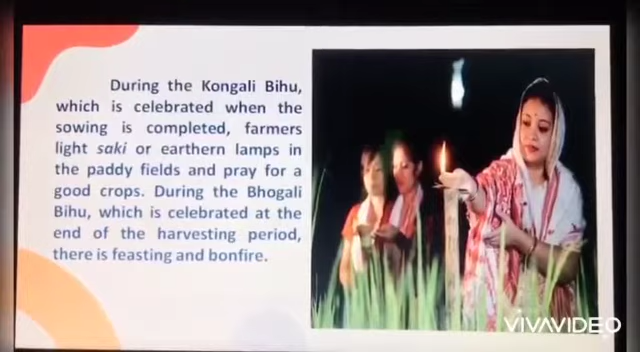 During the Kongali Bihu,
which is celebrated when the
sowing is completed, farmers
light saki or earthern lamps in
the paddy fields and pray for a
good crops. During the Bhogali
Bihu, which is celebrated at the
end of the harvesting period,
there is feasting and bonfire.
VIVAVIDEO